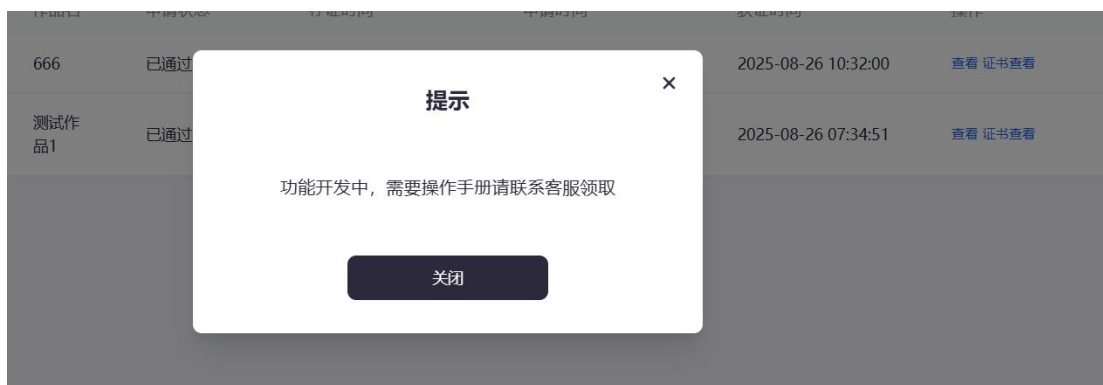 666
已通过
2025-08-26 10:32:00
查看 证书查看
提示
测试作
品1
已通过
2025-08-26 07:34:51
查看 证书查看
功能开发中，需要操作手册请联系客服领取
关闭